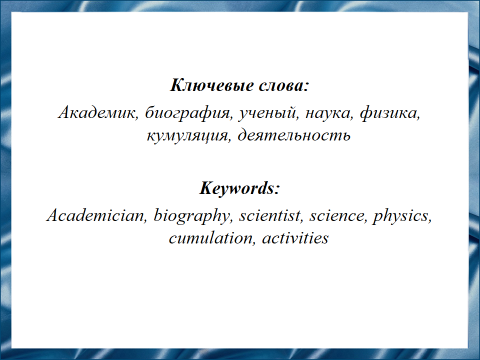 Ключевые слова:
Академик, биография, ученый, наука, физика,
кумуляция, деятельность
Keywords:
Academician, biography, scientist, science, physics,
cumulation, activities